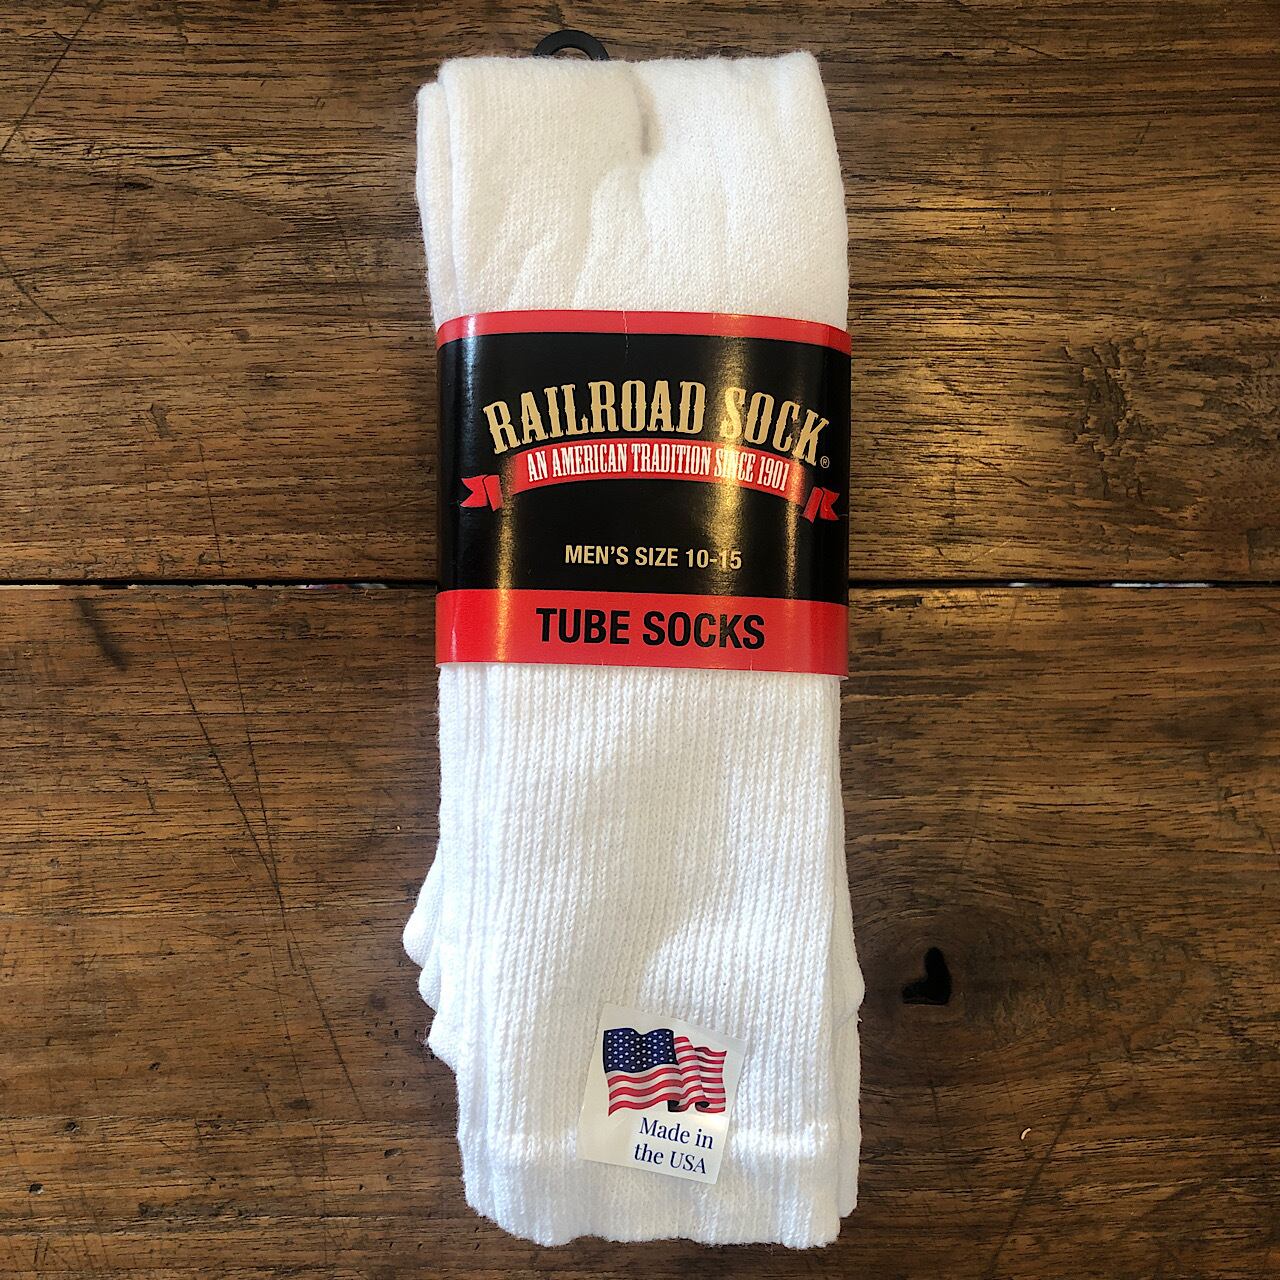 RAILROAD SOCK®
AN AMERICAN TRADITION SINCE 1901
MEN'S SIZE 10-15
TUBE SOCKS
Made in
the USA